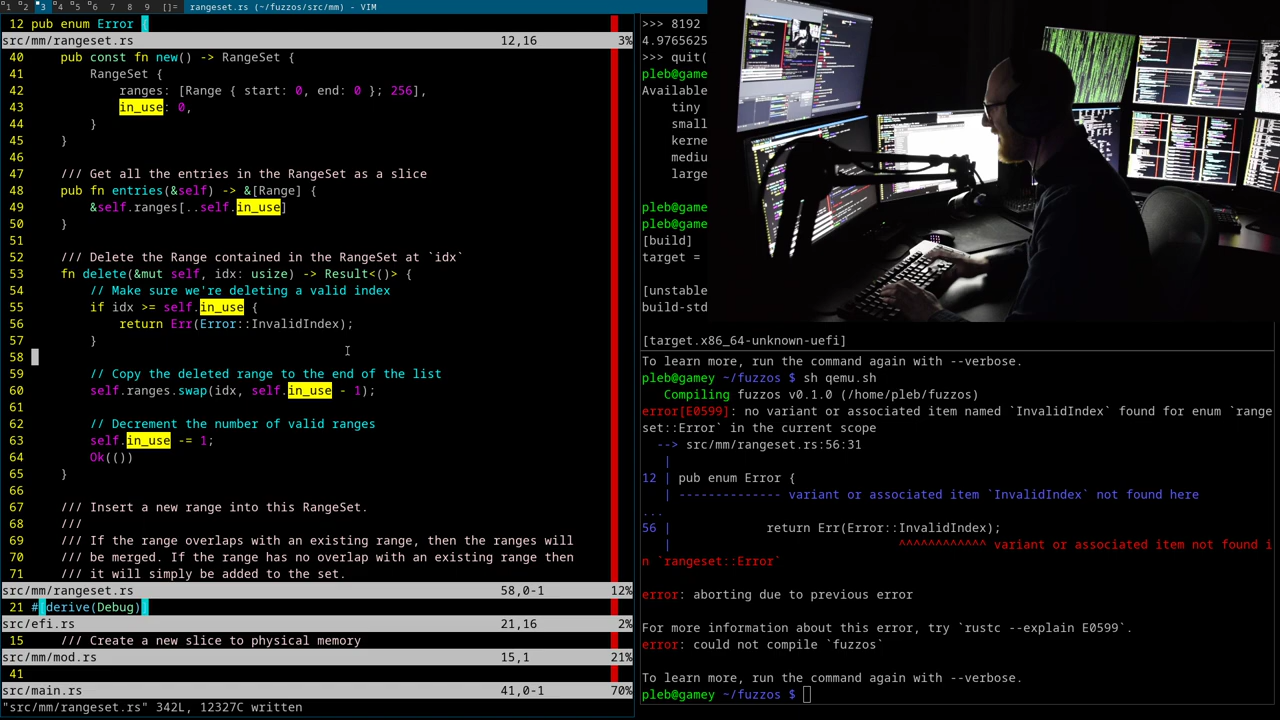 1 2 3 4 5 6 7 8 9 []= rangeset.rs (~/fuzzos/src/mm) - VIM
12 pub enum Error {
src/mm/rangeset.rs 12,16 3%
40 pub const fn new() -> RangeSet {
41 RangeSet {
42 ranges: [Range { start: 0, end: 0 }; 256],
43 in_use: 0,
44 }
45 }
46
47 /// Get all the entries in the RangeSet as a slice
48 pub fn entries(&self) -> &[Range] {
49 &self.ranges[..self.in_use]
50 }
51
52 /// Delete the Range contained in the RangeSet at `idx`
53 fn delete(&mut self, idx: usize) -> Result<()> {
54 // Make sure we're deleting a valid index
55 if idx >= self.in_use {
56 return Err(Error::InvalidIndex);
57 }
58
59 // Copy the deleted range to the end of the list
60 self.ranges.swap(idx, self.in_use - 1);
61
62 // Decrement the number of valid ranges
63 self.in_use -= 1;
64 Ok(())
65 }
66
67 /// Insert a new range into this RangeSet.
68 ///
69 /// If the range overlaps with an existing range, then the ranges will
70 /// be merged. If the range has no overlap with an existing range then
71 /// it will simply be added to the set.
src/mm/rangeset.rs 58,0-1 12%
21 #[derive(Debug)]
src/efi.rs 21,16 2%
15 /// Create a new slice to physical memory
src/mm/mod.rs 15,1 21%
41
src/main.rs 41,0-1 70%
"src/mm/rangeset.rs" 342L, 12327C written
>>> 8192
4.9765625
>>> quit(
pleb@game
Available
tiny
small
kerne
mediu
large
pleb@game
pleb@game
[build]
target =
[unstable
build-std
[target.x86_64-unknown-uefi]
To learn more, run the command again with --verbose.
pleb@gamey ~/fuzzos $ sh qemu.sh
Compiling fuzzos v0.1.0 (/home/pleb/fuzzos)
error[E0599]: no variant or associated item named `InvalidIndex` found for enum `range
set::Error` in the current scope
--> src/mm/rangeset.rs:56:31
|
12 | pub enum Error {
| -------------- variant or associated item `InvalidIndex` not found here
...
56 | return Err(Error::InvalidIndex);
| ^^^^^^^^^^^^ variant or associated item not found i
n `rangeset::Error`
error: aborting due to previous error
For more information about this error, try `rustc --explain E0599`.
error: could not compile `fuzzos`
To learn more, run the command again with --verbose.
pleb@gamey ~/fuzzos $